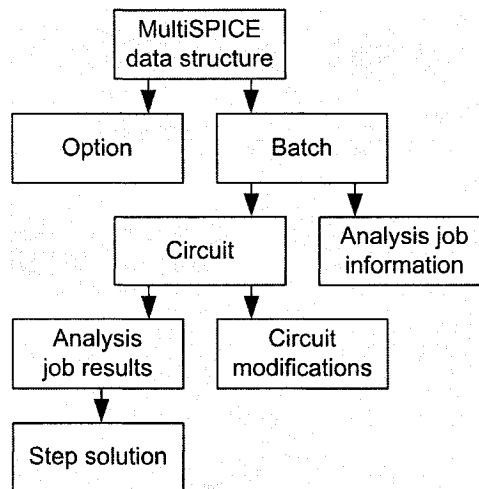 MultiSPICE
data structure
Option
Batch
Circuit
Analysis job
information
Analysis
job results
Circuit
modifications
Step solution